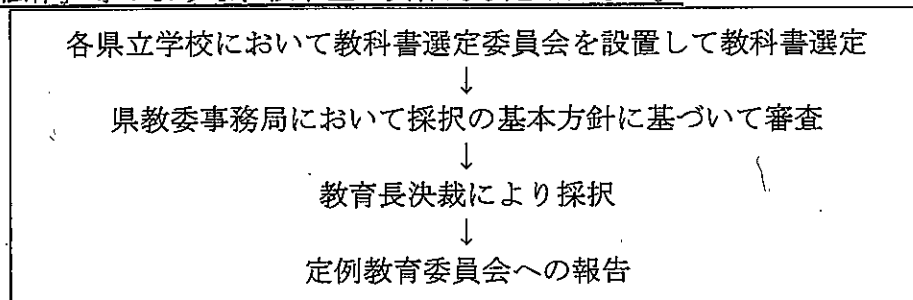 各県立学校において教科書選定委員会を設置して教科書選定
↓
県教委事務局において採択の基本方針に基づいて審査
↓
教育長決裁により採択
↓
定例教育委員会への報告